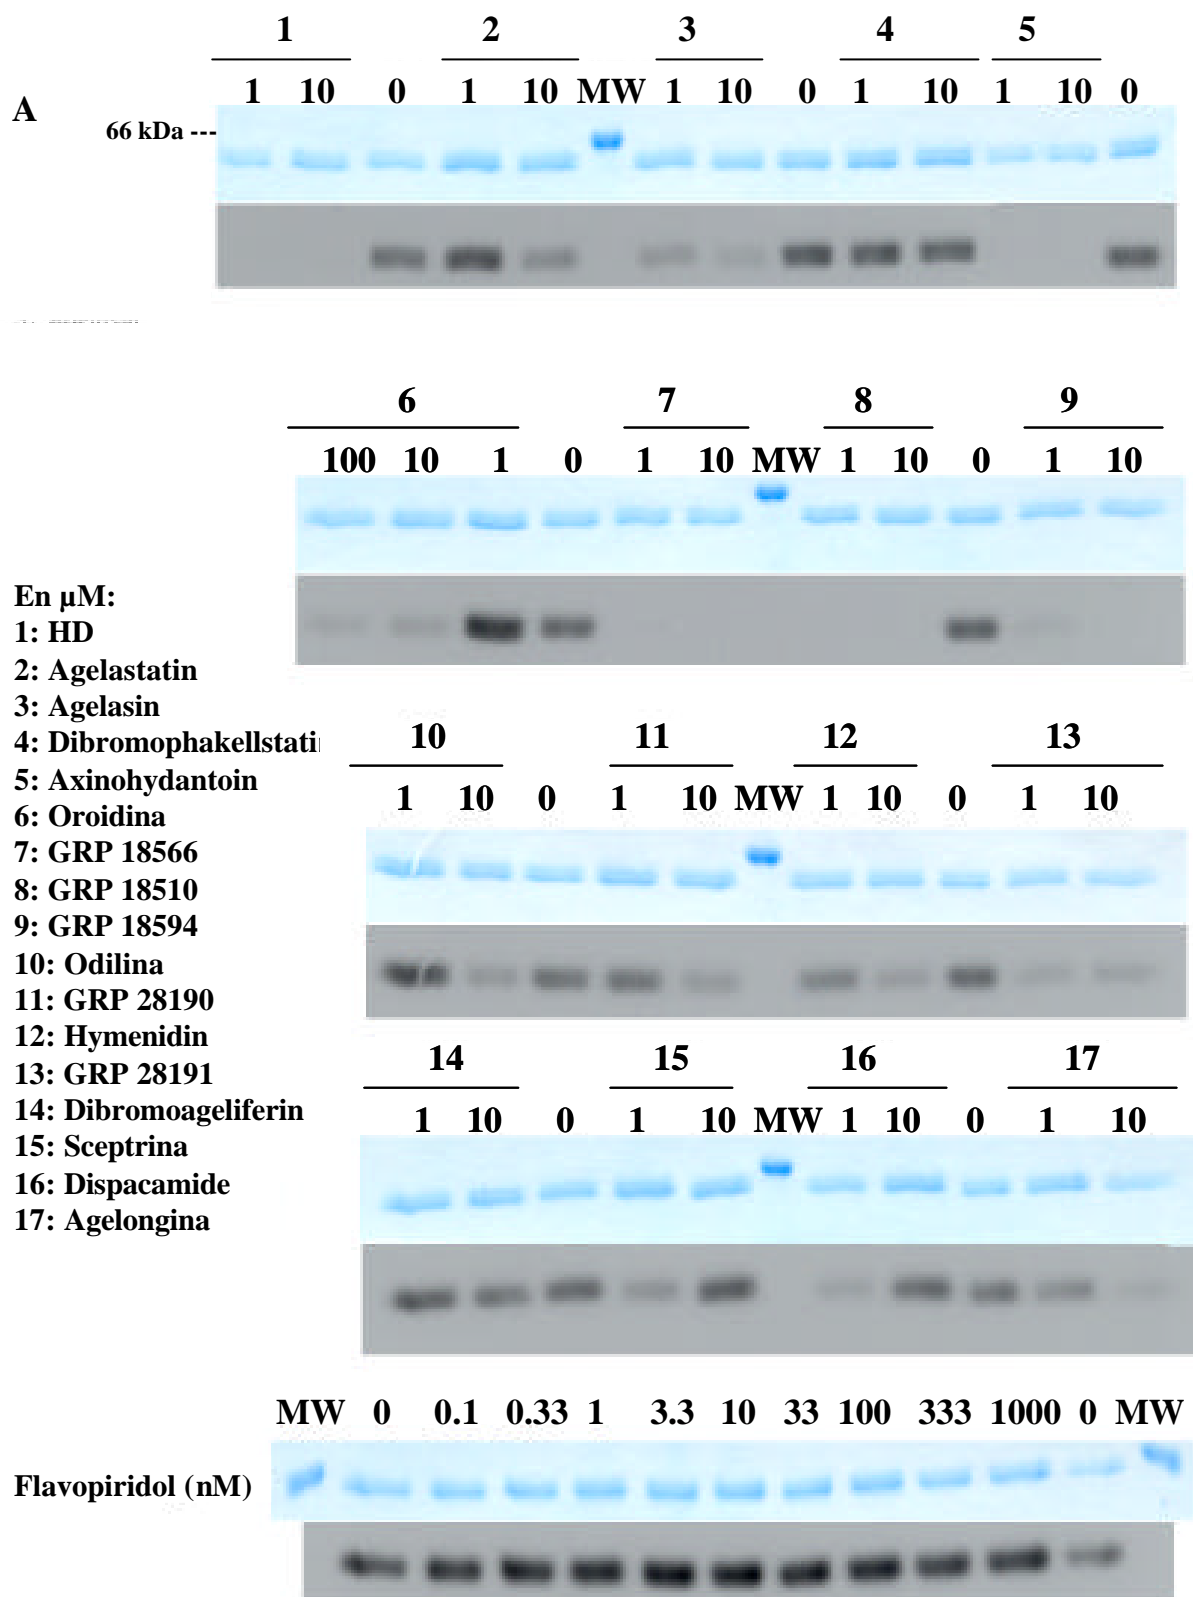 1 2 3 4 5
1 10 0 1 10 MW 1 10 0 1 10 1 10 0
A
66 kDa ---
6 7 8 9
100 10 1 0 1 10 MW 1 10 0 1 10
En µM:
1: HD
2: Agelastatin
3: Agelasin
4: Dibromophakellstati
5: Axinohydantoin
6: Oroidina
7: GRP 18566
8: GRP 18510
9: GRP 18594
10: Odilina
11: GRP 28190
12: Hymenidin
13: GRP 28191
14: Dibromoageliferin
15: Sceptrina
16: Dispacamide
17: Agelongina
10 11 12 13
1 10 0 1 10 MW 1 10 0 1 10
14 15 16 17
1 10 0 1 10 MW 1 10 0 1 10
MW 0 0.1 0.33 1 3.3 10 33 100 333 1000 0 MW
Flavopiridol (nM)